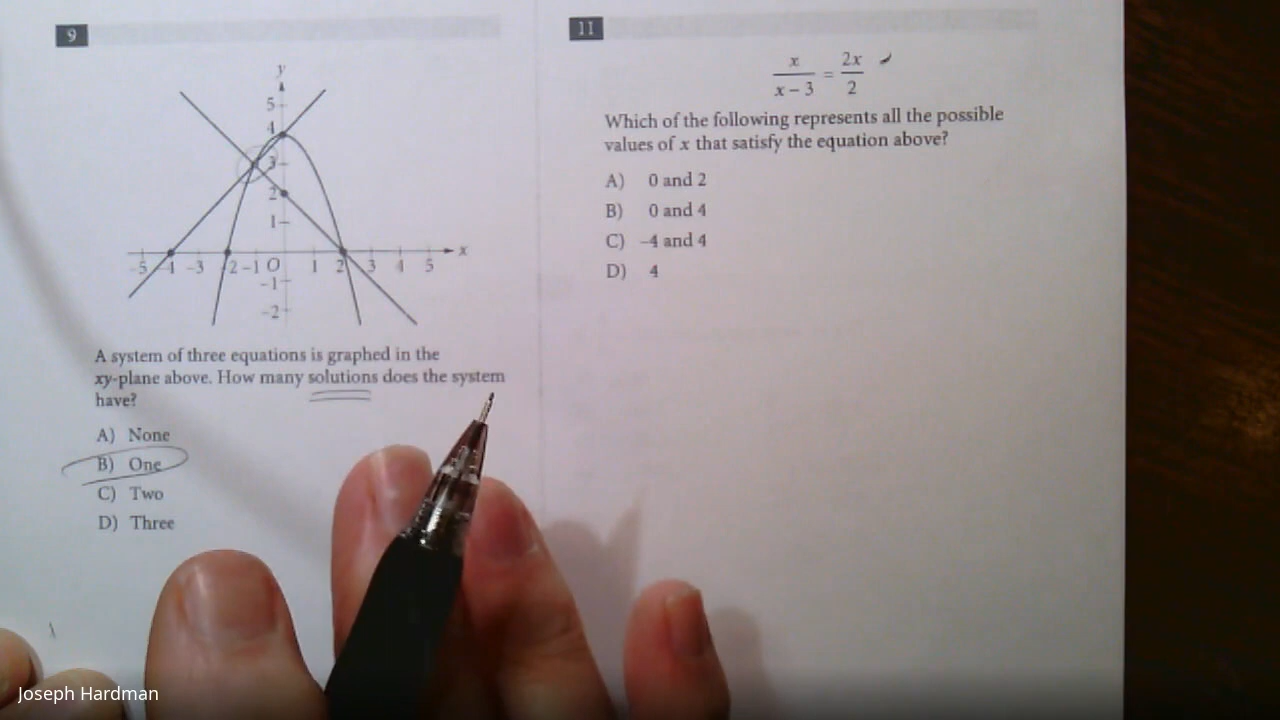 9
y
5
4
3
2
1
-5 -4 -3 -2 -1 O 1 2 3 4 5 x
-1
-2
A system of three equations is graphed in the
xy-plane above. How many solutions does the system
have?
A) None
B) One
C) Two
D) Three
11
x/(x – 3) = 2x/2
Which of the following represents all the possible
values of x that satisfy the equation above?
A) 0 and 2
B) 0 and 4
C) –4 and 4
D) 4
Joseph Hardman